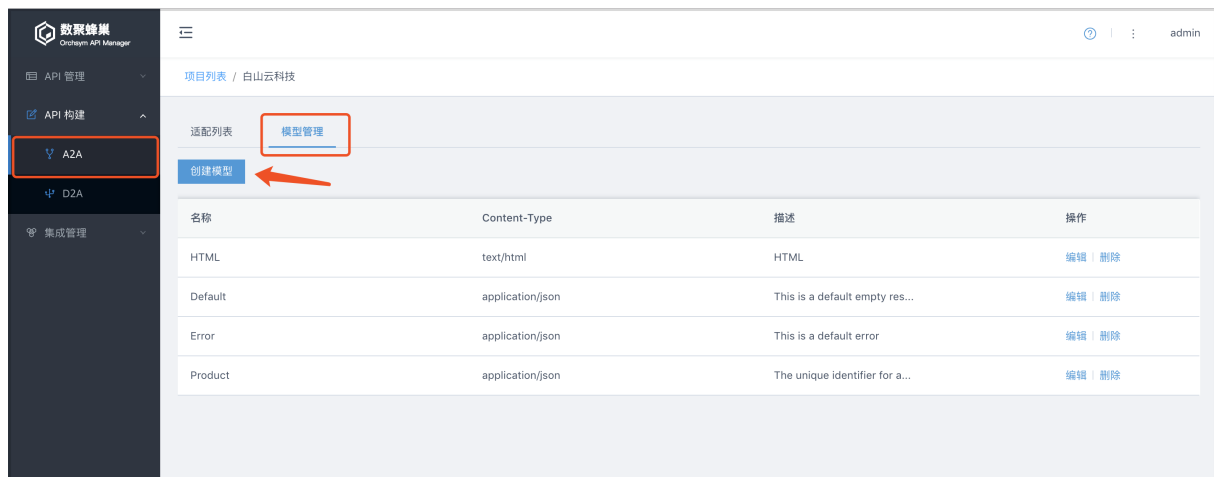 数聚蜂巢
Orchsym API Manager
admin
API 管理
项目列表 / 白山云科技
API 构建
适配列表 模型管理
A2A
创建模型
D2A
名称 Content-Type 描述 操作
集成管理
HTML text/html HTML 编辑 删除
Default application/json This is a default empty res... 编辑 删除
Error application/json This is a default error 编辑 删除
Product application/json The unique identifier for a... 编辑 删除